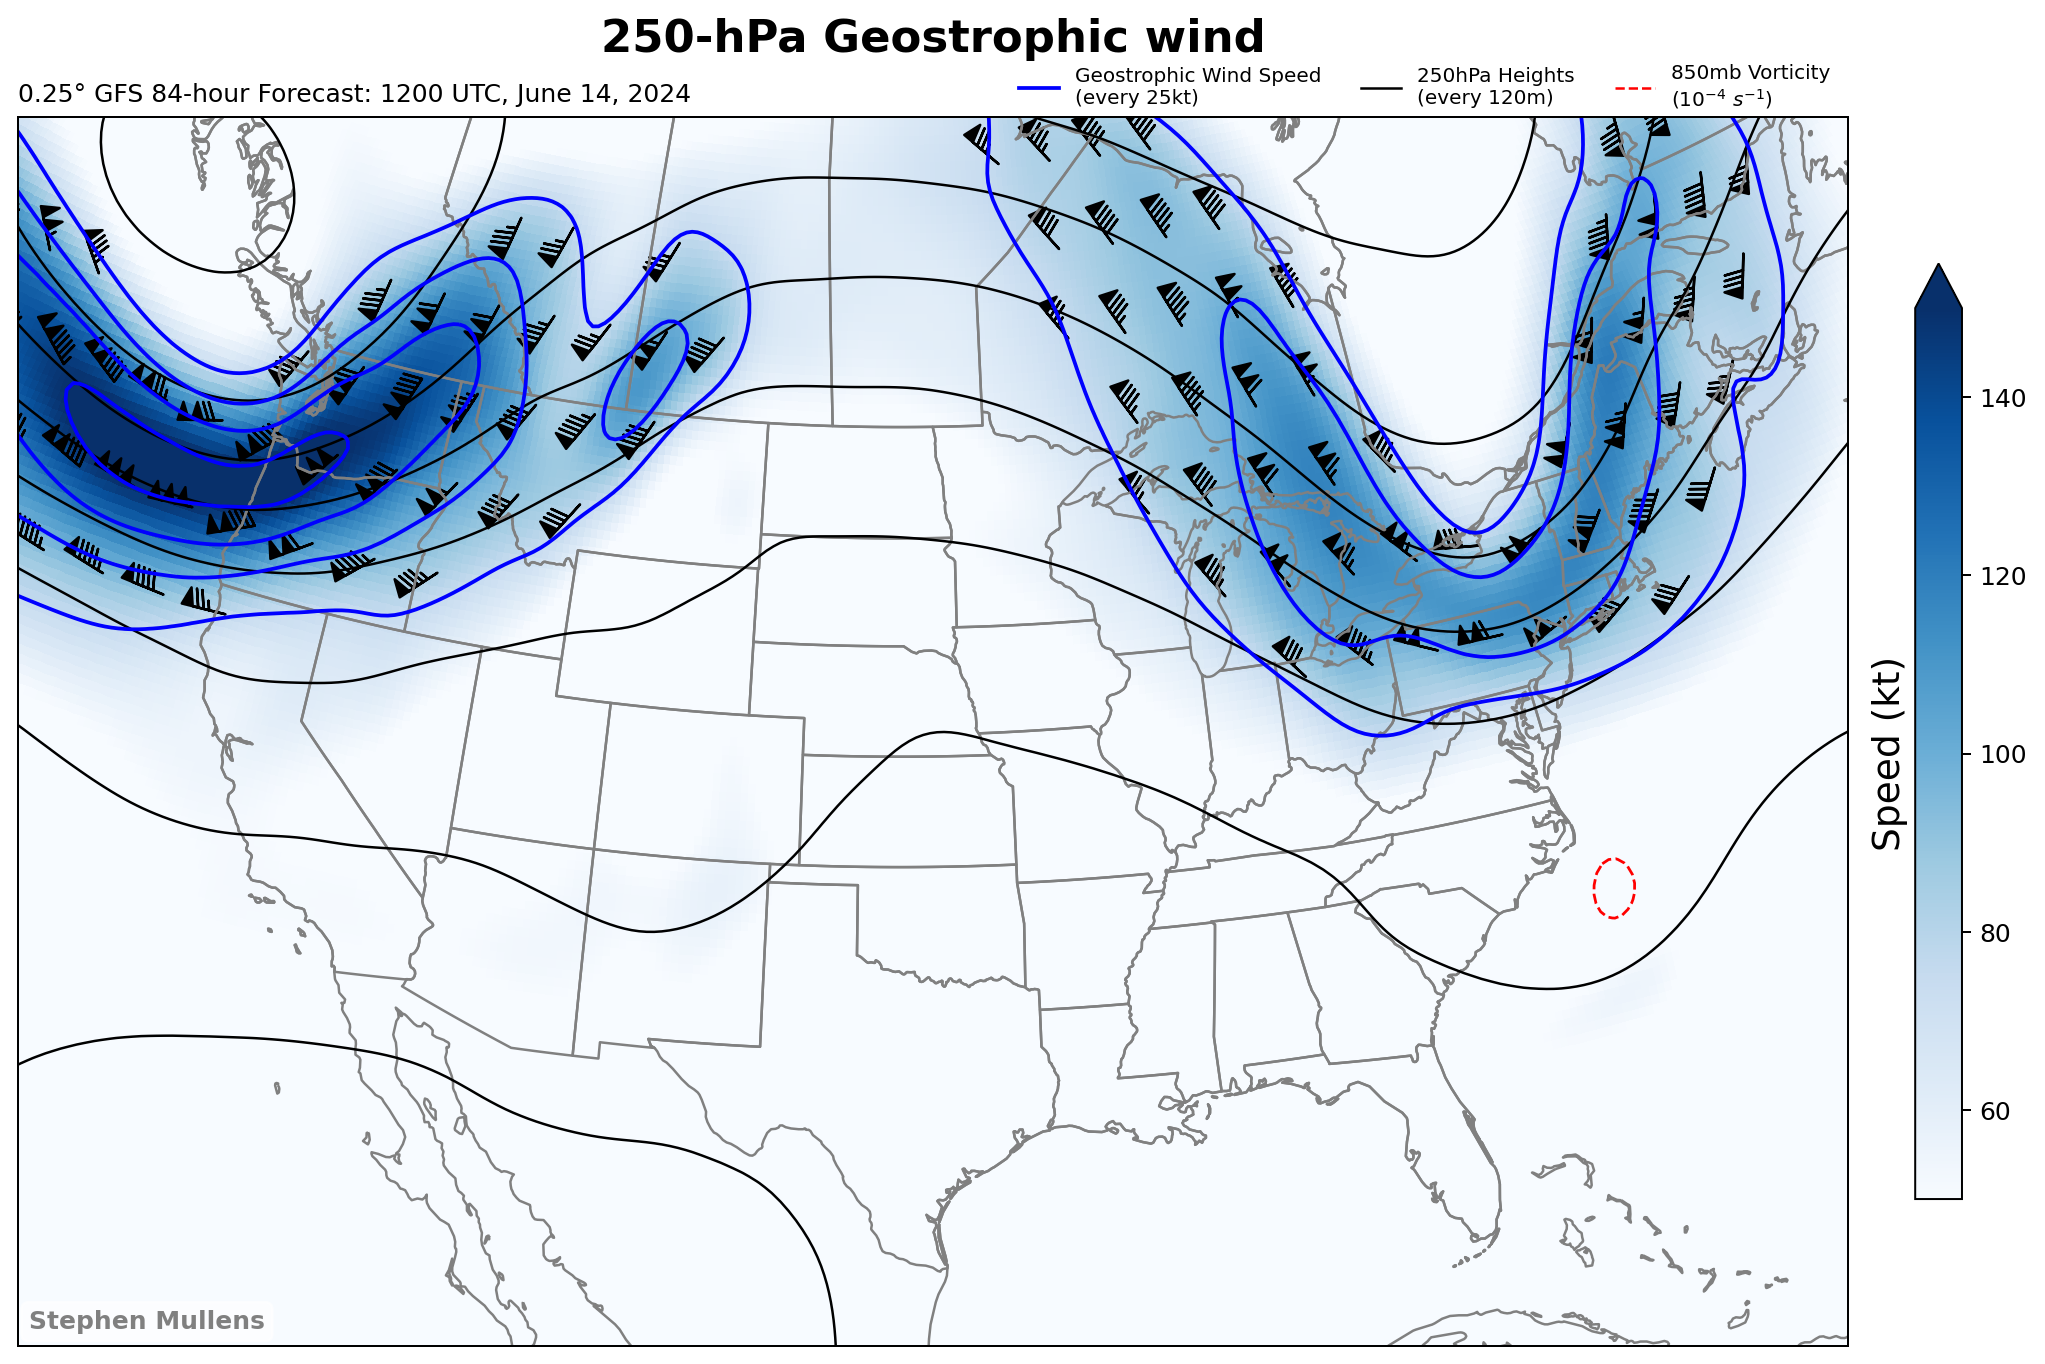 250-hPa Geostrophic wind
0.25° GFS 84-hour Forecast: 1200 UTC, June 14, 2024
Geostrophic Wind Speed
(every 25kt)
250hPa Heights
(every 120m)
850mb Vorticity
(10⁻⁴ s⁻¹)
140
120
100
80
60
Speed (kt)
Stephen Mullens